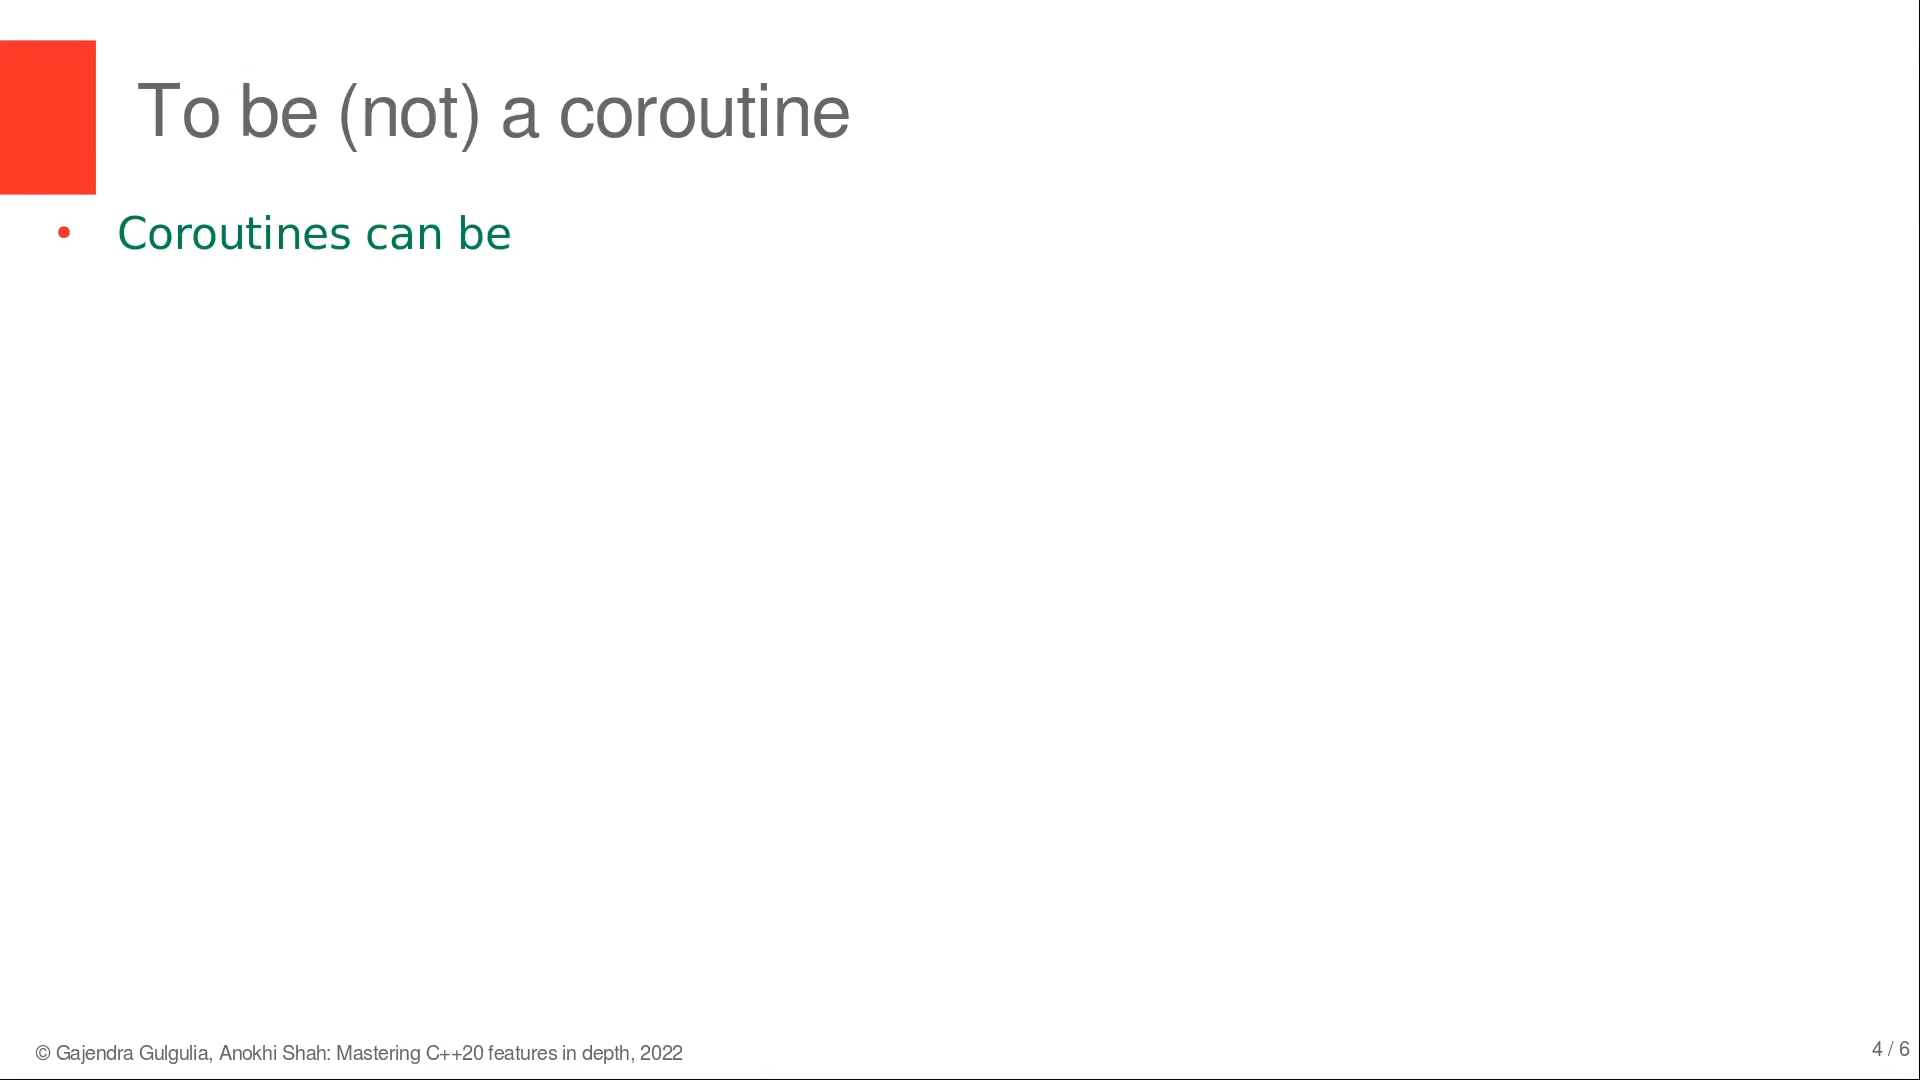 To be (not) a coroutine
• Coroutines can be
© Gajendra Gulgulia, Anokhi Shah: Mastering C++20 features in depth, 2022
4 / 6